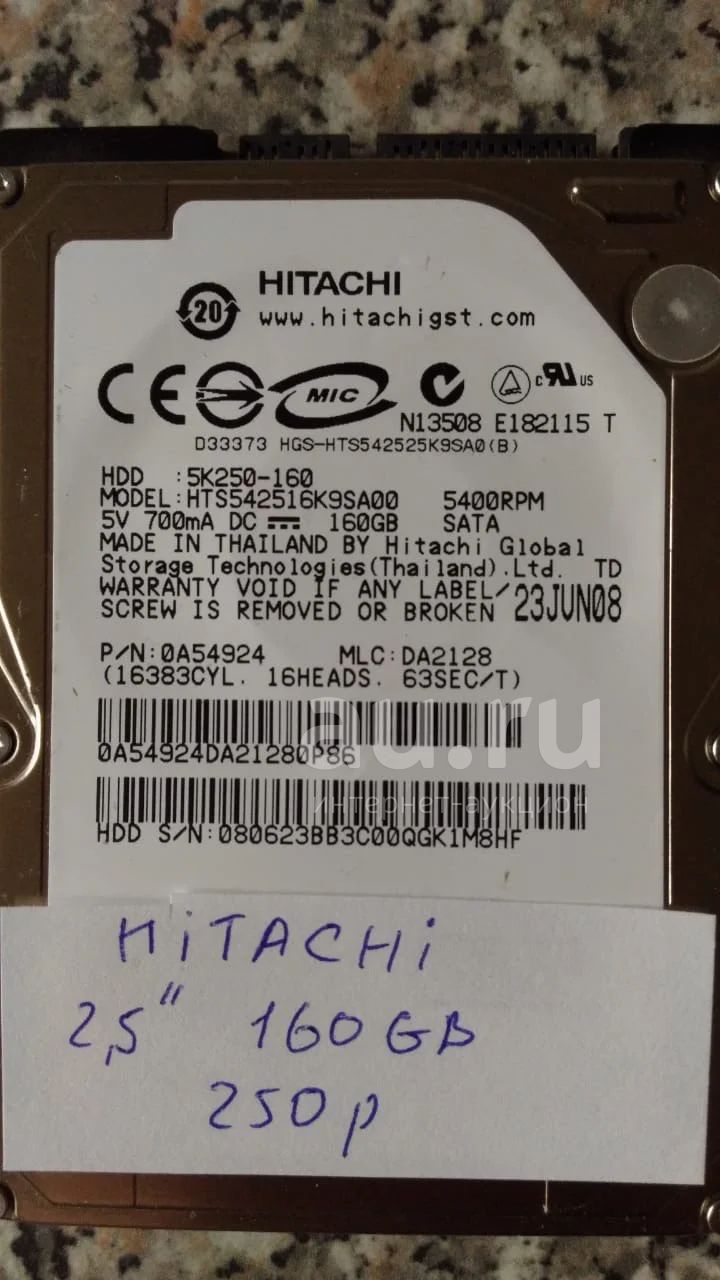 HITACHI
20
www.hitachigst.com
CE MIC c RU US
N13508 E182115 T
D33373 HGS-HTS542525K9SA0(B)
HDD :5K250-160
MODEL:HTS542516K9SA00 5400RPM
5V 700mA DC 160GB SATA
MADE IN THAILAND BY Hitachi Global
Storage Technologies(Thailand).Ltd. TD
WARRANTY VOID IF ANY LABEL/
SCREW IS REMOVED OR BROKEN 23JUN08
P/N:0A54924 MLC:DA2128
(16383CYL. 16HEADS. 63SEC/T)
au.ru
0A54924DA21280P86
интернет-аукцион
HDD S/N:080623BB3C00QGK1M8HF
HiTACHi
2,5" 160GB
250р